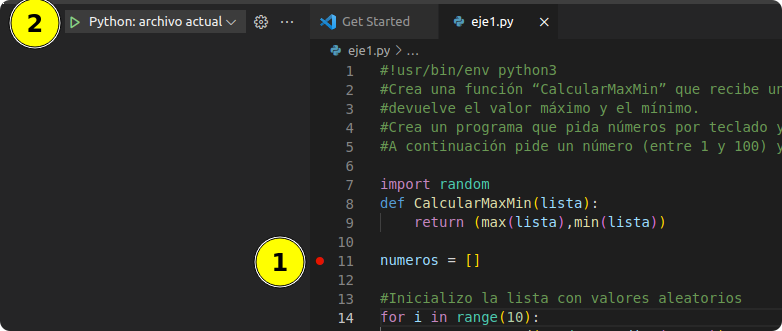 2
Python: archivo actual
Get Started
eje1.py
eje1.py > ...
1 #!usr/bin/env python3
2 #Crea una función “CalcularMaxMin” que recibe un
3 #devuelve el valor máximo y el mínimo.
4 #Crea un programa que pida números por teclado y
5 #A continuación pide un número (entre 1 y 100) y
6
7 import random
8 def CalcularMaxMin(lista):
9 return (max(lista),min(lista))
10
1
11 numeros = []
12
13 #Inicializo la lista con valores aleatorios
14 for i in range(10):